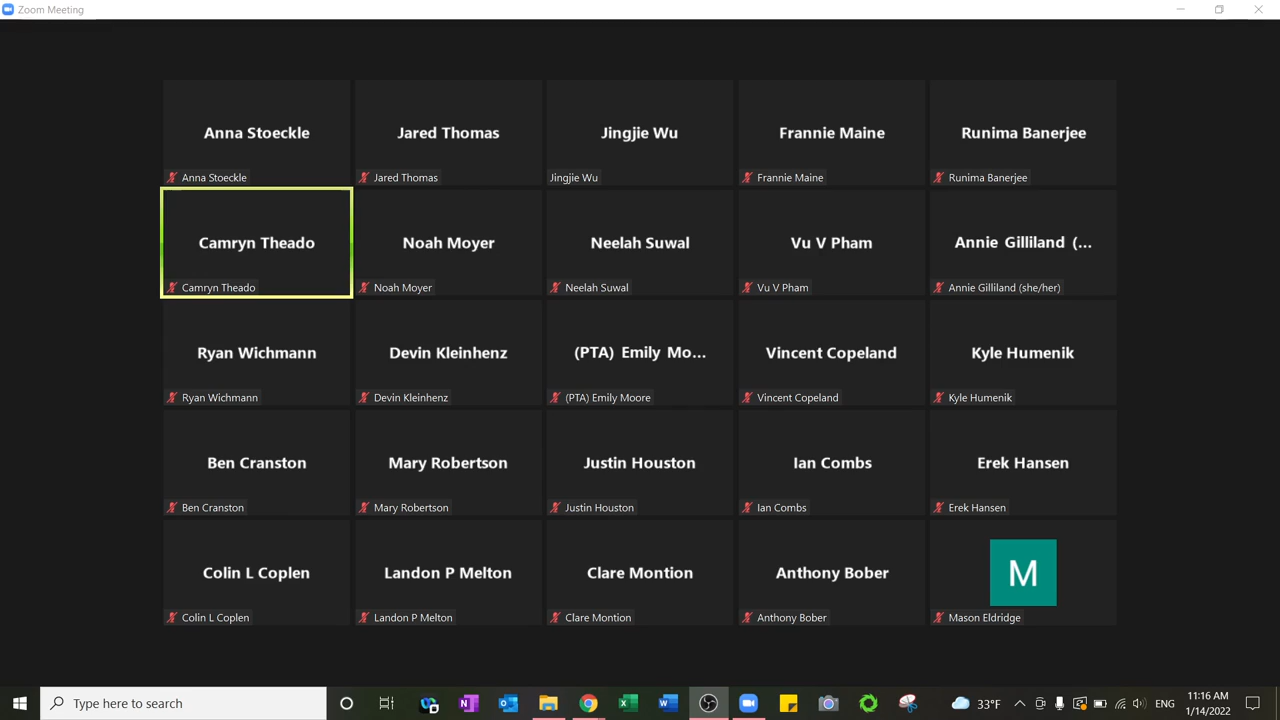 Zoom Meeting
Anna Stoeckle
Jared Thomas
Jingjie Wu
Frannie Maine
Runima Banerjee
Anna Stoeckle
Jared Thomas
Jingjie Wu
Frannie Maine
Runima Banerjee
Camryn Theado
Noah Moyer
Neelah Suwal
Vu V Pham
Annie Gilliland (...
Camryn Theado
Noah Moyer
Neelah Suwal
Vu V Pham
Annie Gilliland (she/her)
Ryan Wichmann
Devin Kleinhenz
(PTA) Emily Mo...
Vincent Copeland
Kyle Humenik
Ryan Wichmann
Devin Kleinhenz
(PTA) Emily Moore
Vincent Copeland
Kyle Humenik
Ben Cranston
Mary Robertson
Justin Houston
Ian Combs
Erek Hansen
Ben Cranston
Mary Robertson
Justin Houston
Ian Combs
Erek Hansen
Colin L Coplen
Landon P Melton
Clare Montion
Anthony Bober
M
Colin L Coplen
Landon P Melton
Clare Montion
Anthony Bober
Mason Eldridge
Type here to search
33°F
ENG
11:16 AM
1/14/2022